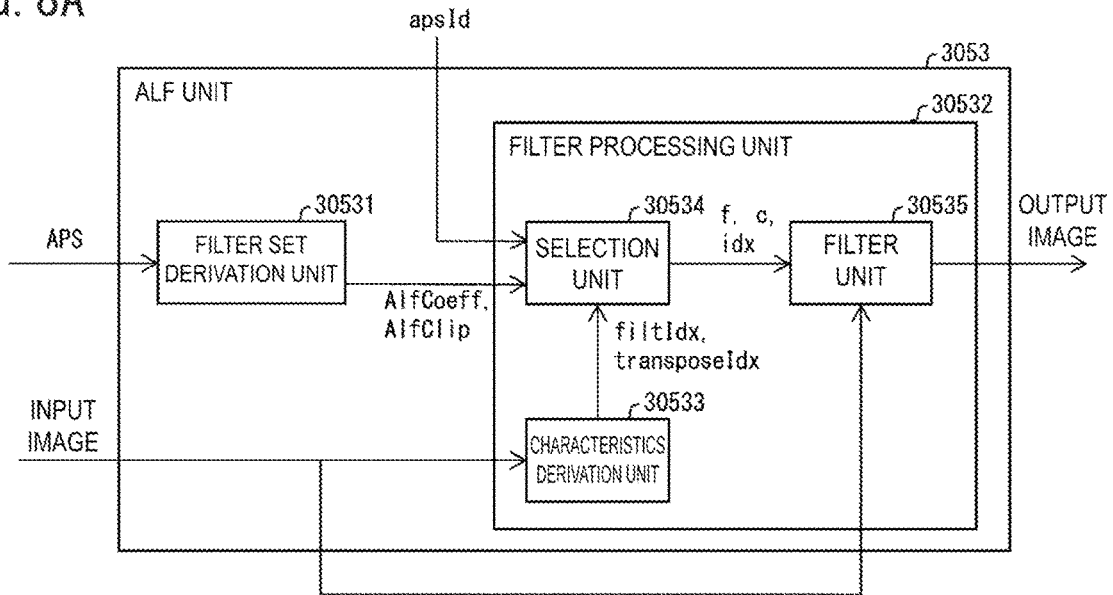 8A
apsId
3053
ALF UNIT
30532
FILTER PROCESSING UNIT
30531
30534
f, c,
idx
30535
OUTPUT
IMAGE
APS
FILTER SET
DERIVATION UNIT
SELECTION
UNIT
FILTER
UNIT
AlfCoeff,
AlfClip
filtIdx,
transposeIdx
INPUT
IMAGE
30533
CHARACTERISTICS
DERIVATION UNIT